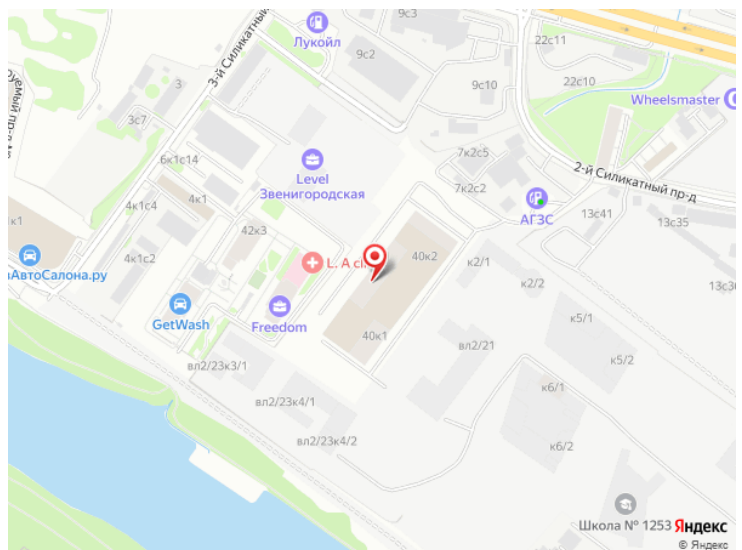 9с3
22с11
Лукойл
9с2
3-й Силикатный
3
9с10
22с10
Wheelsmaster
3с7
6к1с14
7к2с5
Level
Звенигородская
2-й Силикатный пр-д
7к2с2
4к1
4к1с4
АГЗС
13с41
13с35
к1
42к3
40к2
4к1с2
L. A cl
к2/1
АвтоСалона.ру
к2/2
13с36
GetWash
Freedom
к5/1
40к1
вл2/21
к5/2
вл2/23к3/1
к6/1
вл2/23к4/1
вл2/23к4/2
к6/2
Школа № 1253
Яндекс
© Яндекс